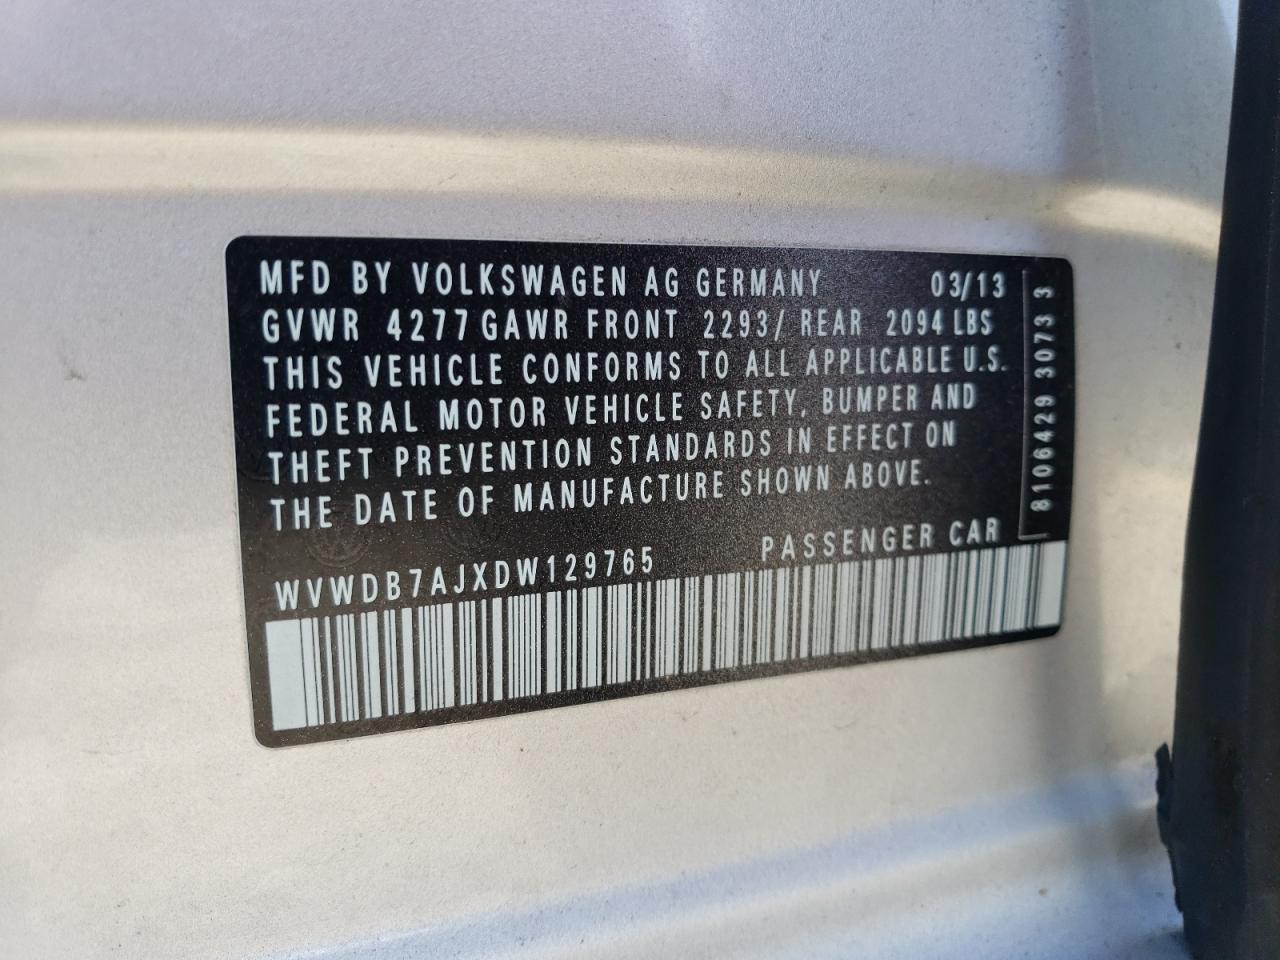 MFD BY VOLKSWAGEN AG GERMANY 03/13
GVWR 4277 GAWR FRONT 2293/ REAR 2094 LBS
THIS VEHICLE CONFORMS TO ALL APPLICABLE U.S.
FEDERAL MOTOR VEHICLE SAFETY, BUMPER AND
THEFT PREVENTION STANDARDS IN EFFECT ON
THE DATE OF MANUFACTURE SHOWN ABOVE.
WVWDB7AJXDW129765 PASSENGER CAR
8106429 3073 3